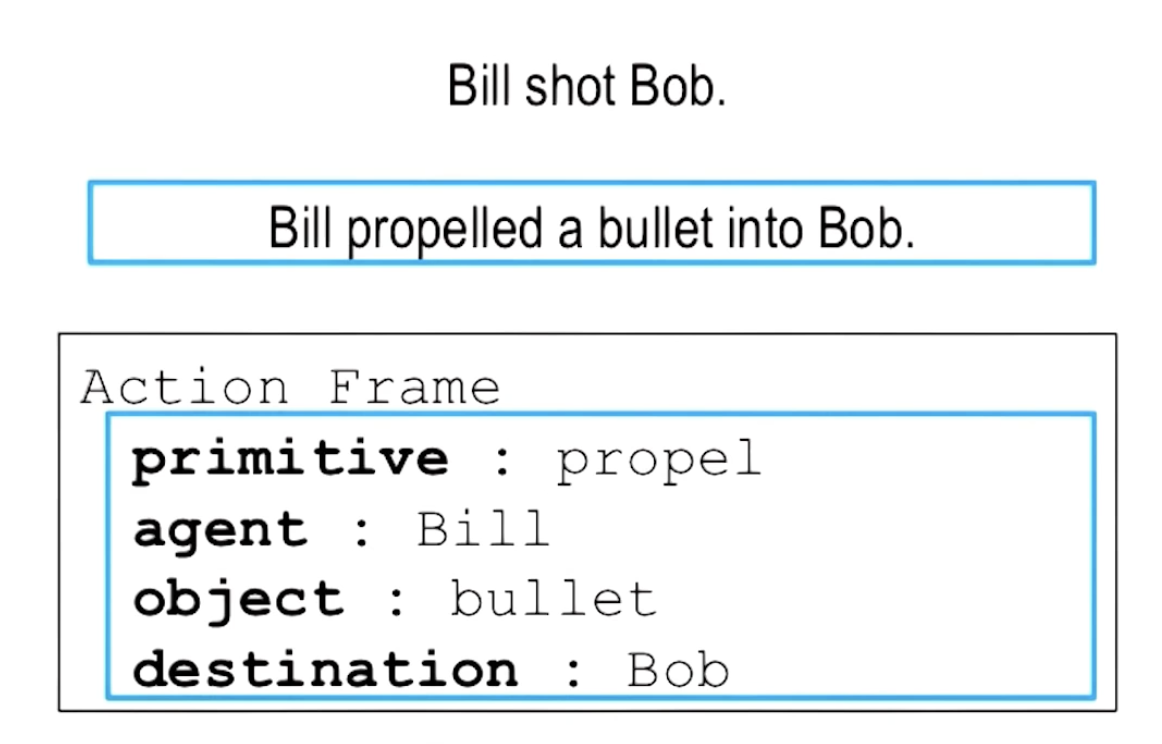 Bill shot Bob.
Bill propelled a bullet into Bob.
Action Frame
primitive : propel
agent : Bill
object : bullet
destination : Bob